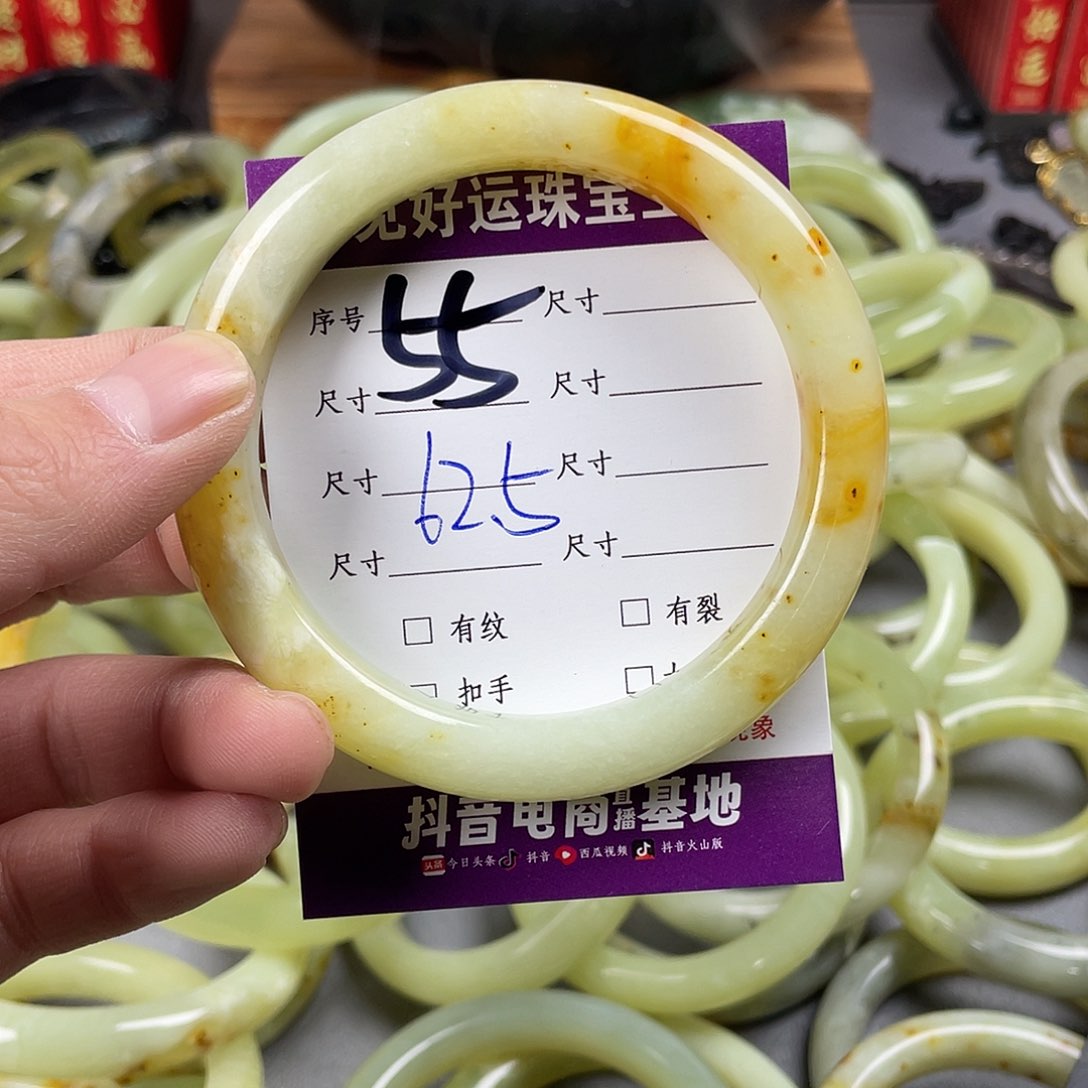 好运珠宝
序号 55 尺寸
尺寸 尺寸
尺寸 62.5 尺寸
尺寸 尺寸
有纹 有裂
扣手
象
抖音电商直播基地
头条 今日头条 抖音 西瓜视频 抖音火山版